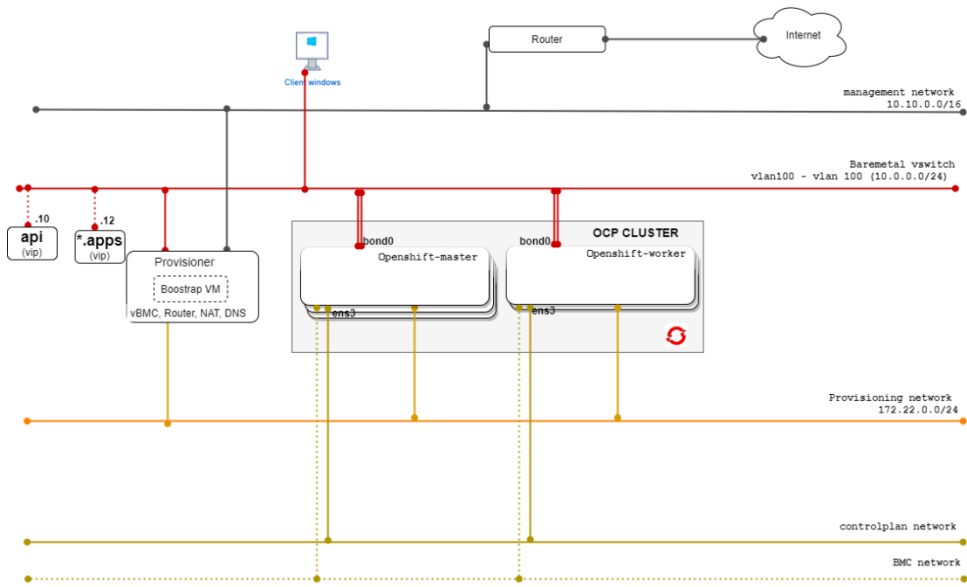 Router
Internet
Client windows
management network
10.10.0.0/16
Baremetal vswitch
vlan100 - vlan 100 (10.0.0.0/24)
.10
api
(vip)
.12
*.apps
(vip)
Provisioner
Boostrap VM
vBMC, Router, NAT, DNS
OCP CLUSTER
bond0
Openshift-master
ens3
bond0
Openshift-worker
ens3
Provisioning network
172.22.0.0/24
controlplan network
BMC network